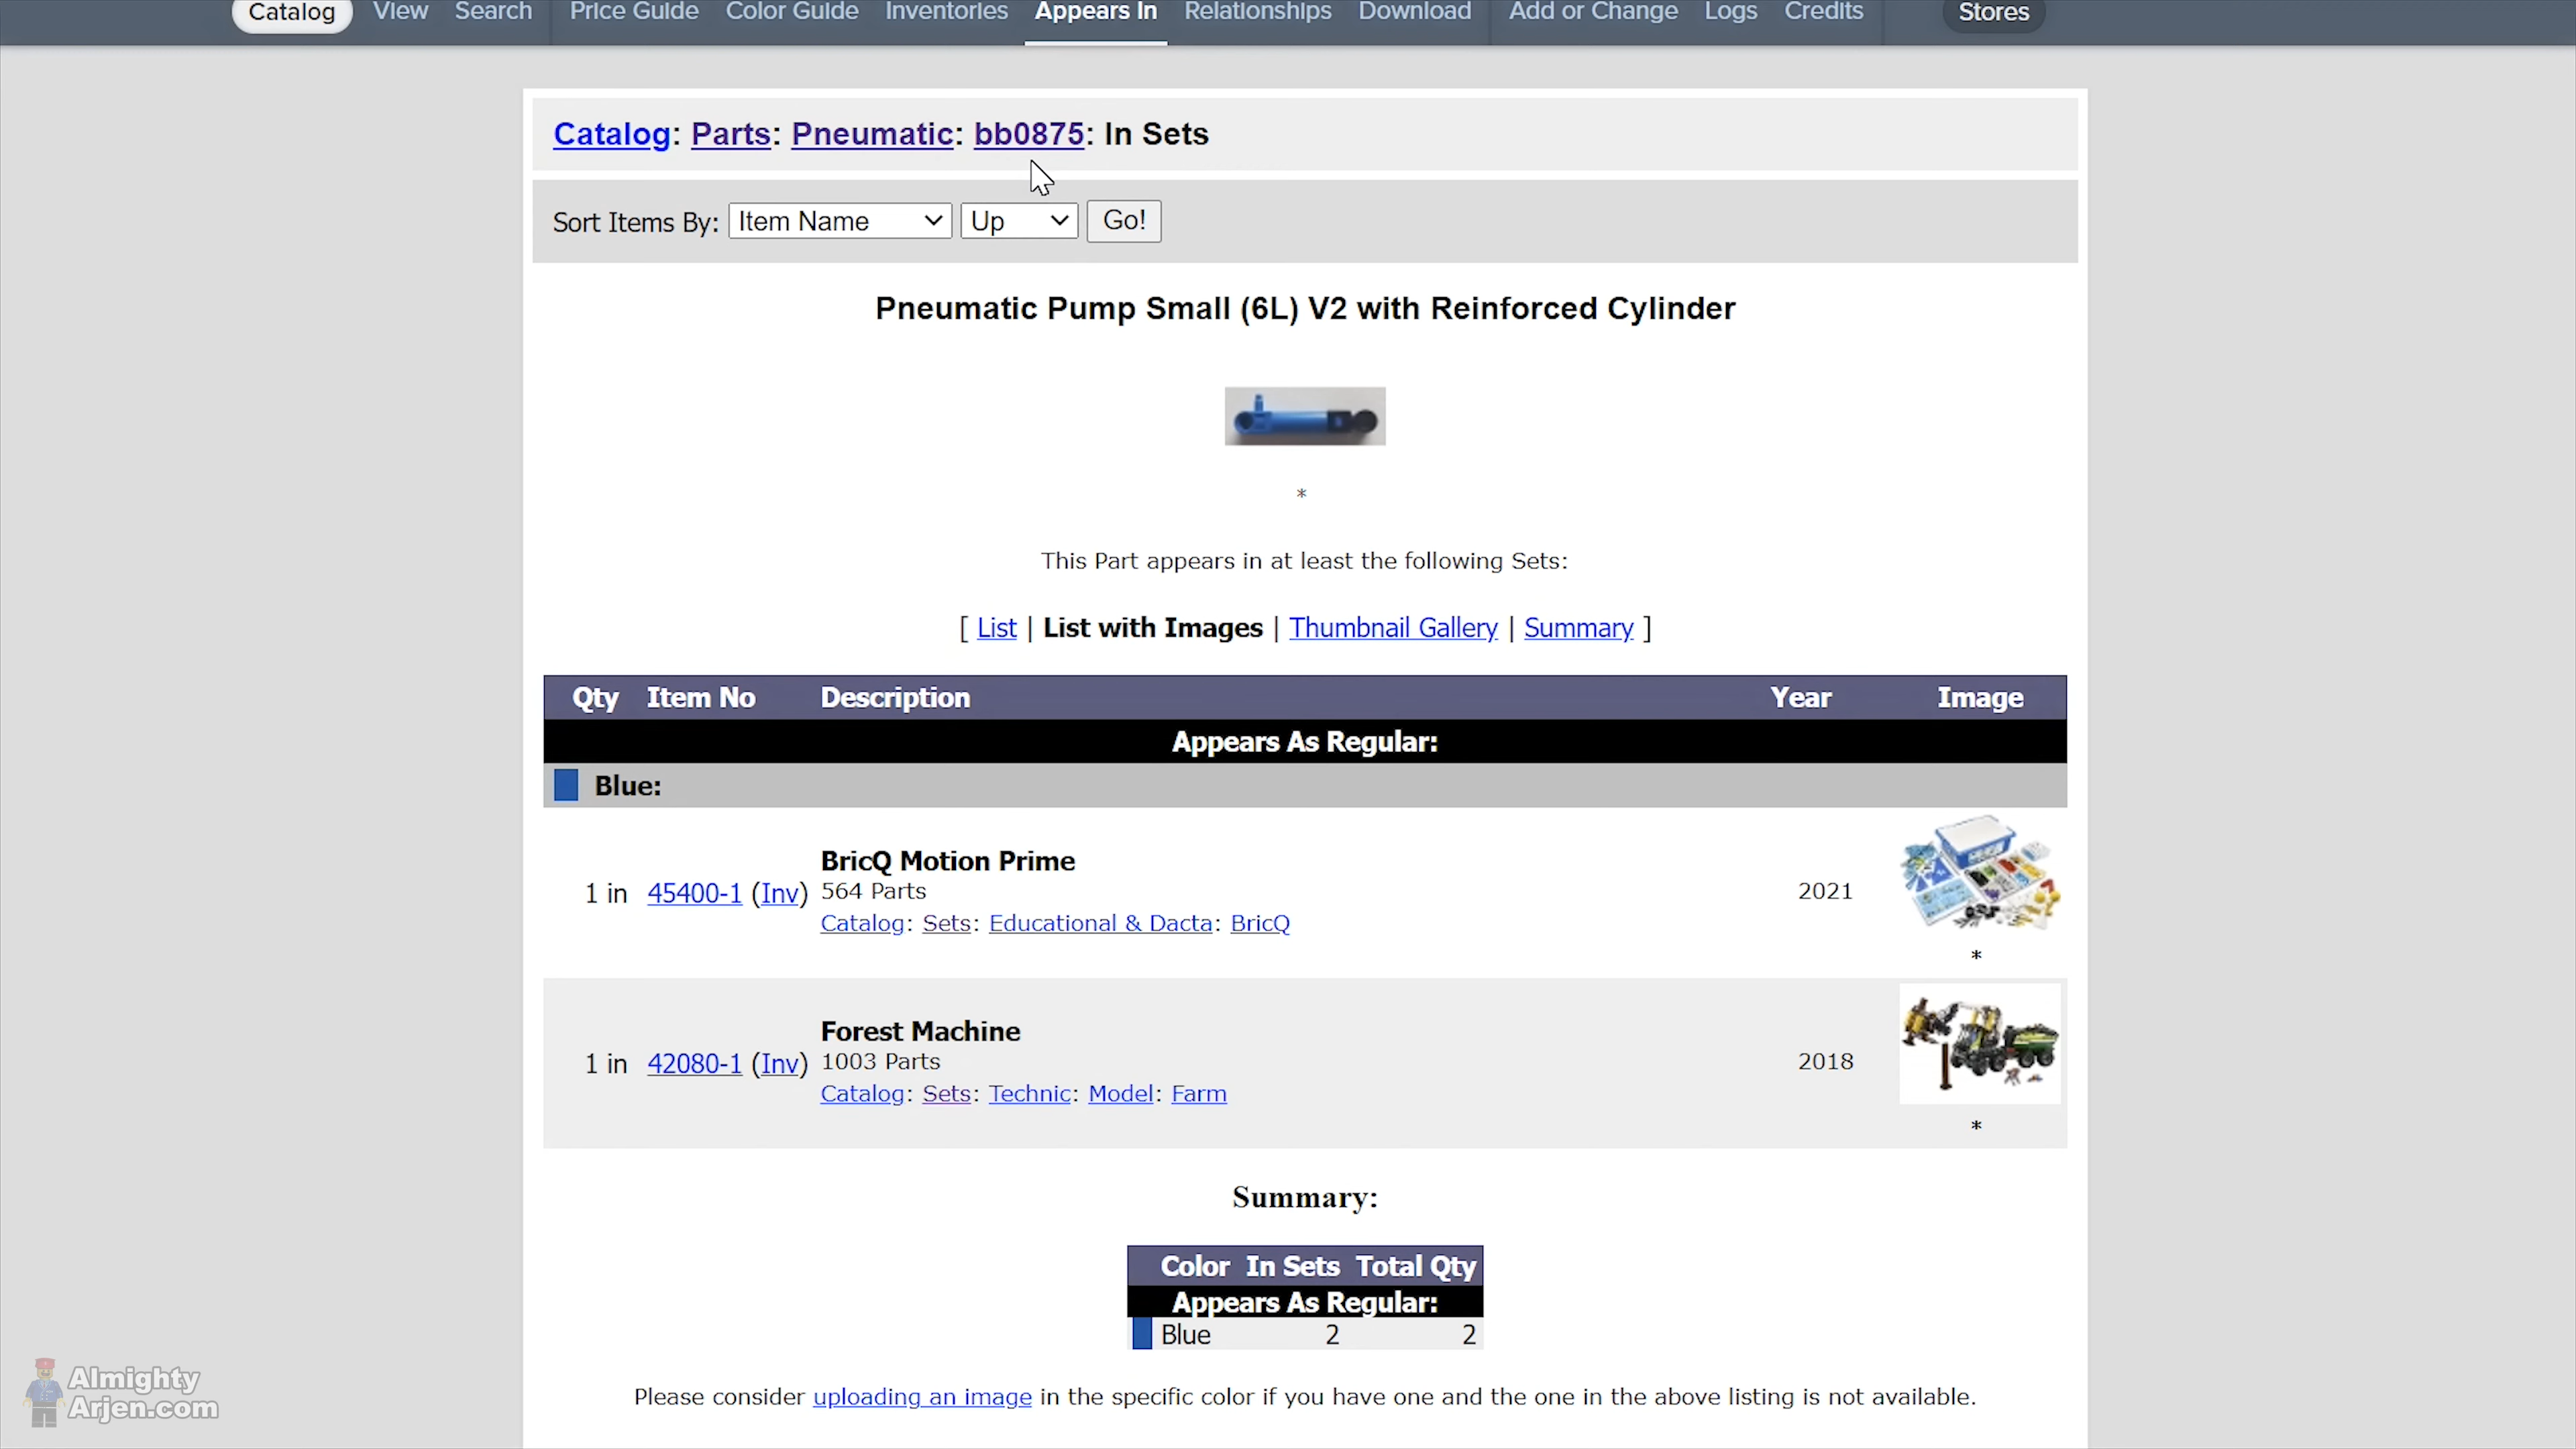 Catalog View Search Price Guide Color Guide Inventories Appears In Relationships Download Add or Change Logs Credits Stores
Catalog: Parts: Pneumatic: bb0875: In Sets
Sort Items By: Item Name Up Go!
Pneumatic Pump Small (6L) V2 with Reinforced Cylinder
*
This Part appears in at least the following Sets:
[ List | List with Images | Thumbnail Gallery | Summary ]
Qty Item No Description Year Image
Appears As Regular:
Blue:
BricQ Motion Prime
1 in 45400-1 (Inv) 564 Parts 2021
Catalog: Sets: Educational & Dacta: BricQ
*
Forest Machine
1 in 42080-1 (Inv) 1003 Parts 2018
Catalog: Sets: Technic: Model: Farm
*
Summary:
Color In Sets Total Qty
Appears As Regular:
Blue 2 2
Please consider uploading an image in the specific color if you have one and the one in the above listing is not available.
Almighty
Arjen.com